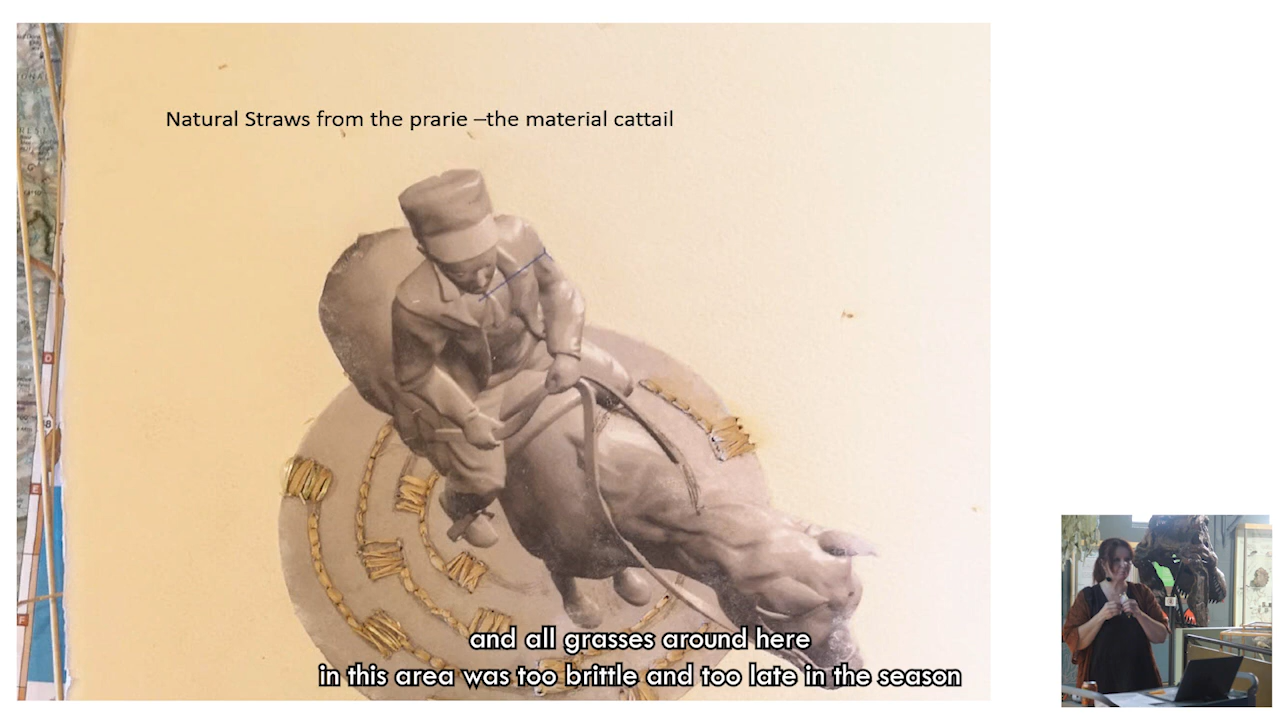 Natural Straws from the prarie –the material cattail
D
E
F
and all grasses around here
in this area was too brittle and too late in the season